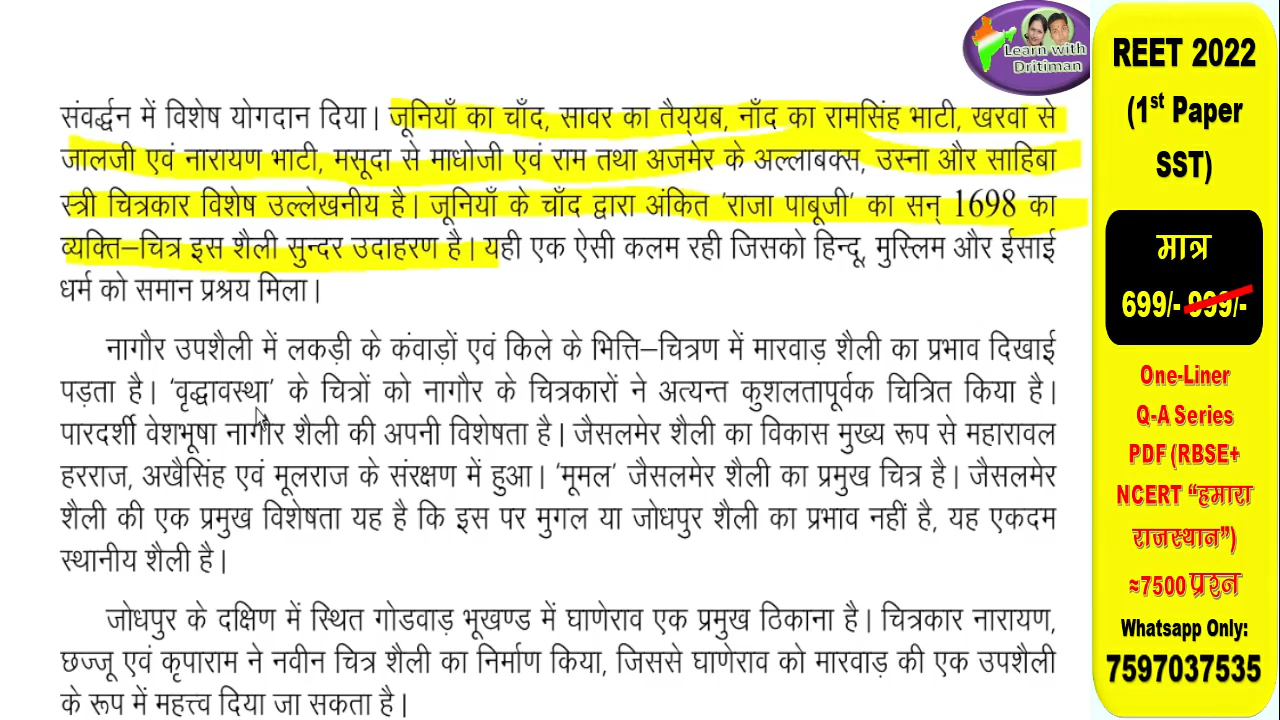 संवर्द्धन में विशेष योगदान दिया। जूनियाँ का चाँद, सावर का तैय्यब, नाँद का रामसिंह भाटी, खरवा से
जालजी एवं नारायण भाटी, मसूदा से माधोजी एवं राम तथा अजमेर के अल्लाबक्स, उस्ना और साहिबा
स्त्री चित्रकार विशेष उल्लेखनीय है। जूनियाँ के चाँद द्वारा अंकित 'राजा पाबूजी' का सन् 1698 का
व्यक्ति–चित्र इस शैली सुन्दर उदाहरण है। यही एक ऐसी कलम रही जिसको हिन्दू, मुस्लिम और ईसाई
धर्म को समान प्रश्रय मिला।
नागौर उपशैली में लकड़ी के कंवाड़ों एवं किले के भित्ति–चित्रण में मारवाड़ शैली का प्रभाव दिखाई
पड़ता है। 'वृद्धावस्था' के चित्रों को नागौर के चित्रकारों ने अत्यन्त कुशलतापूर्वक चित्रित किया है।
पारदर्शी वेशभूषा नागौर शैली की अपनी विशेषता है। जैसलमेर शैली का विकास मुख्य रूप से महारावल
हरराज, अखैसिंह एवं मूलराज के संरक्षण में हुआ। 'मूमल' जैसलमेर शैली का प्रमुख चित्र है। जैसलमेर
शैली की एक प्रमुख विशेषता यह है कि इस पर मुगल या जोधपुर शैली का प्रभाव नहीं है, यह एकदम
स्थानीय शैली है।
जोधपुर के दक्षिण में स्थित गोडवाड़ भूखण्ड में घाणेराव एक प्रमुख ठिकाना है। चित्रकार नारायण,
छज्जू एवं कृपाराम ने नवीन चित्र शैली का निर्माण किया, जिससे घाणेराव को मारवाड़ की एक उपशैली
के रूप में महत्त्व दिया जा सकता है।
Learn with
Dritiman
REET 2022
(1st Paper
SST)
मात्र
699/- 999/-
One-Liner
Q-A Series
PDF (RBSE+
NCERT "हमारा
राजस्थान")
≈7500 प्रश्न
Whatsapp Only:
7597037535